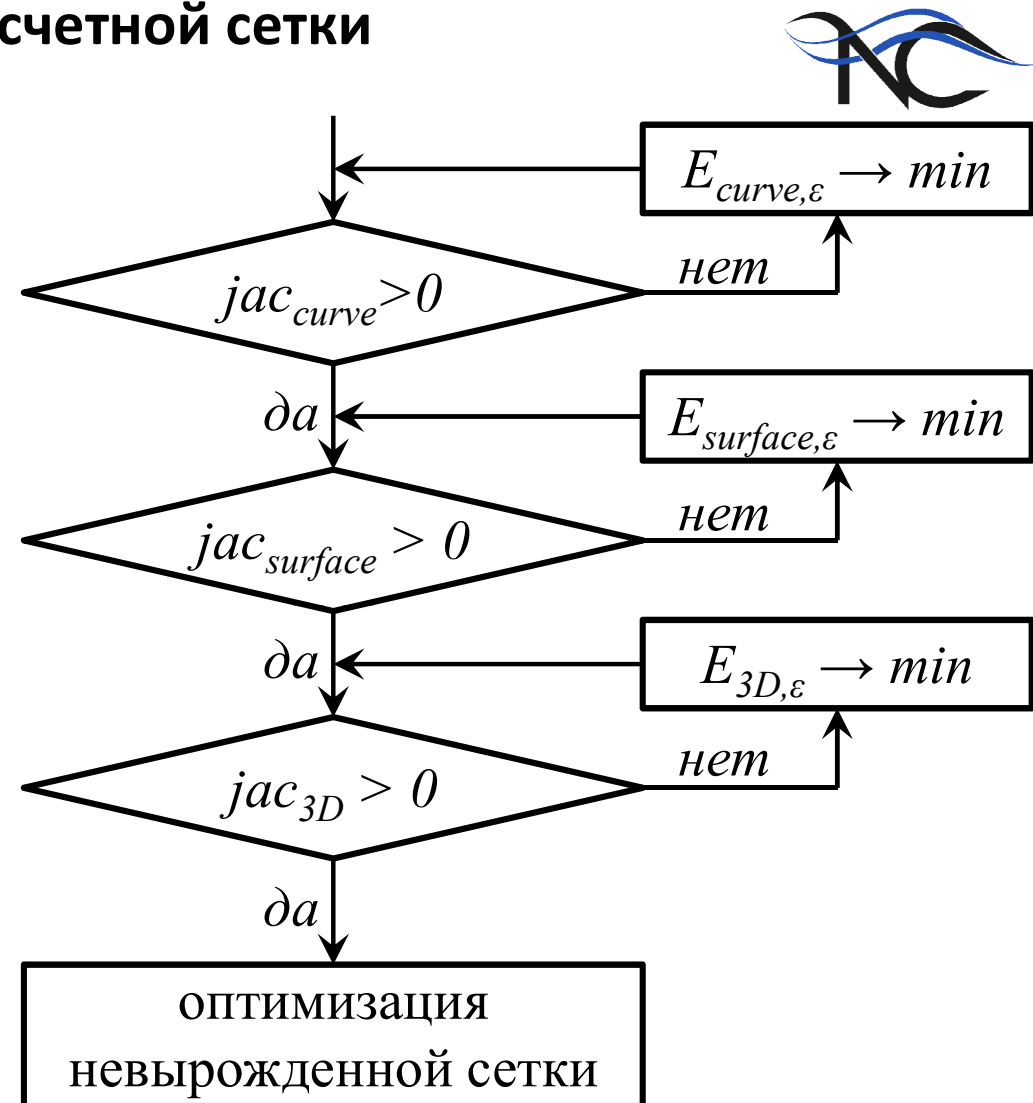 счетной сетки
NC
E_curve,ε → min
jac_curve>0
нет
да
E_surface,ε → min
jac_surface > 0
нет
да
E_3D,ε → min
jac_3D > 0
нет
да
оптимизация
невырожденной сетки